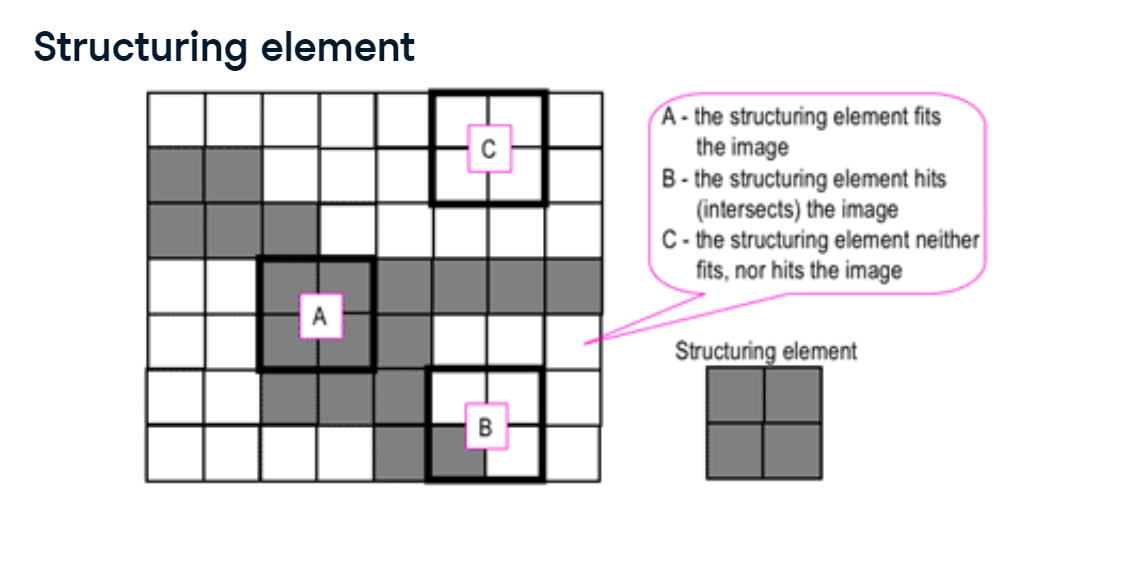 Structuring element
C
A
B
A - the structuring element fits
the image
B - the structuring element hits
(intersects) the image
C - the structuring element neither
fits, nor hits the image
Structuring element